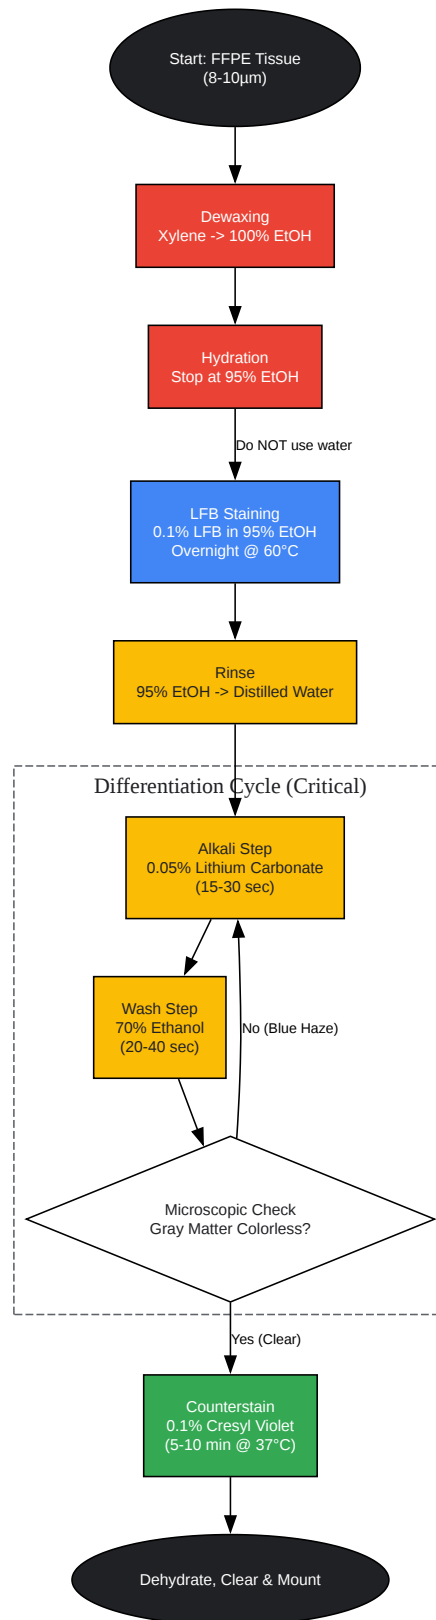 Start: FFPE Tissue
(8-10µm)
Dewaxing
Xylene -> 100% EtOH
Hydration
Stop at 95% EtOH
Do NOT use water
LFB Staining
0.1% LFB in 95% EtOH
Overnight @ 60°C
Rinse
95% EtOH -> Distilled Water
Differentiation Cycle (Critical)
Alkali Step
0.05% Lithium Carbonate
(15-30 sec)
Wash Step
70% Ethanol
(20-40 sec)
No (Blue Haze)
Microscopic Check
Gray Matter Colorless?
Yes (Clear)
Counterstain
0.1% Cresyl Violet
(5-10 min @ 37°C)
Dehydrate, Clear & Mount